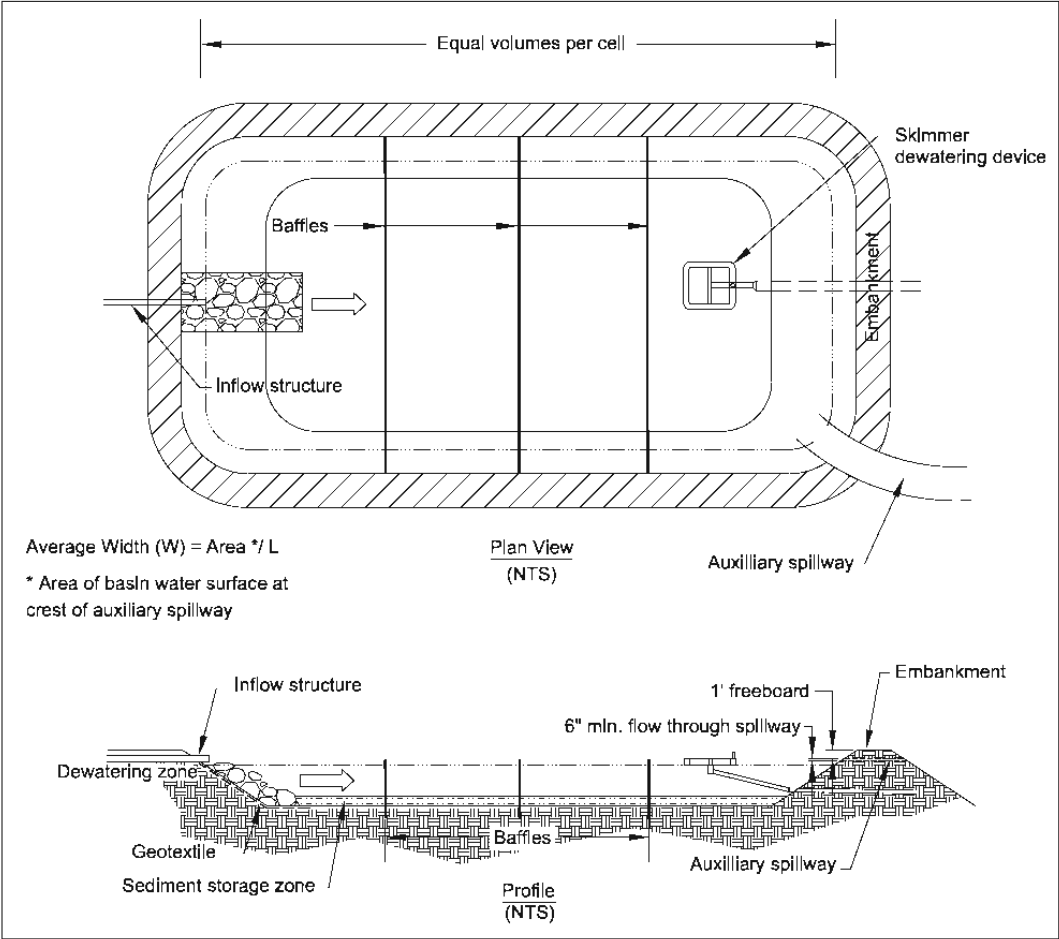 Equal volumes per cell
Skimmer
dewatering device
Baffles
Embankment
Inflow structure
Average Width (W) = Area */ L
* Area of basin water surface at
crest of auxiliary spillway
Plan View
(NTS)
Auxilliary spillway
Inflow structure
Embankment
1' freeboard
6" min. flow through spillway
Dewatering zone
Baffles
Geotextile
Auxilliary spillway
Sediment storage zone
Profile
(NTS)